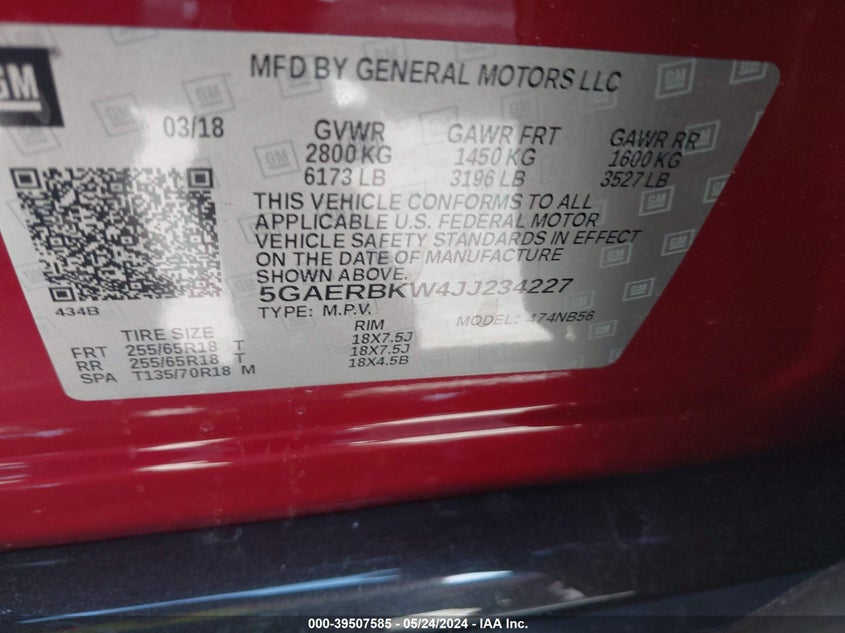 GM
MFD BY GENERAL MOTORS LLC
03/18 GVWR GAWR FRT GAWR RR
2800 KG 1450 KG 1600 KG
6173 LB 3196 LB 3527 LB
THIS VEHICLE CONFORMS TO ALL
APPLICABLE U.S. FEDERAL MOTOR
VEHICLE SAFETY STANDARDS IN EFFECT
ON THE DATE OF MANUFACTURE
SHOWN ABOVE.
5GAERBKW4JJ234227
434B TYPE: M.P.V. MODEL: 474NB56
TIRE SIZE RIM
FRT 255/65R18 T 18X7.5J
RR 255/65R18 T 18X7.5J
SPA T135/70R18 M 18X4.5B
000-39507585 - 05/24/2024 - IAA Inc.